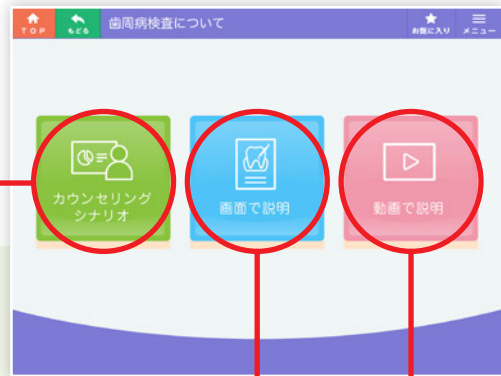 TOP
もどる
歯周病検査について
お気に入り
メニュー
カウンセリング
シナリオ
画面で説明
動画で説明